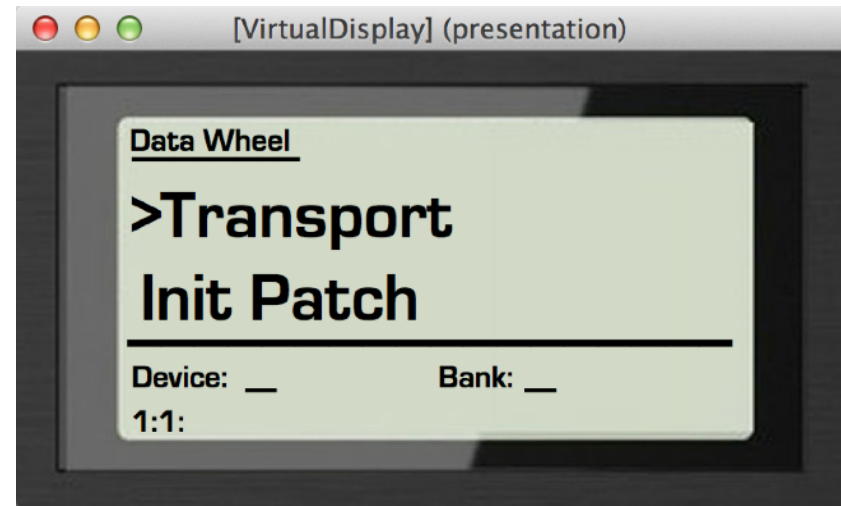 [VirtualDisplay] (presentation)
Data Wheel
>Transport
Init Patch
Device: __ Bank: __
1:1: